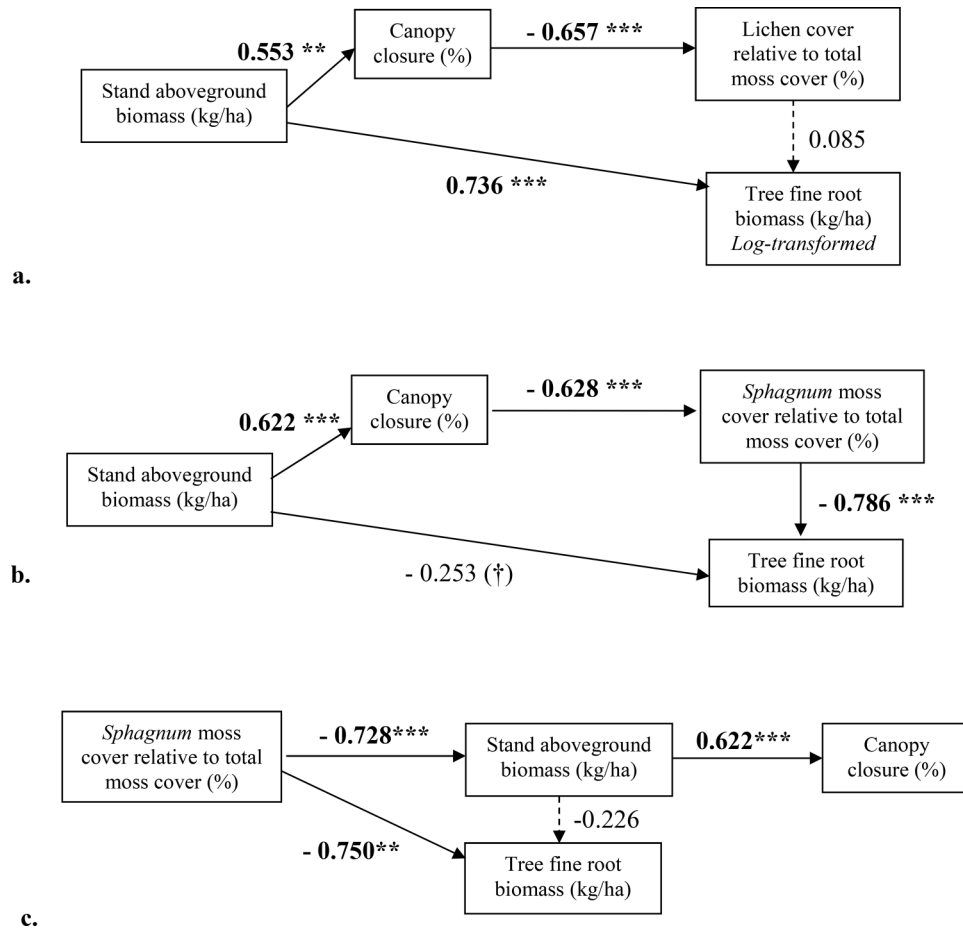 0.553 **
Canopy
closure (%)
- 0.657 ***
Lichen cover
relative to total
moss cover (%)
Stand aboveground
biomass (kg/ha)
0.085
0.736 ***
Tree fine root
biomass (kg/ha)
Log-transformed
a.
0.622 ***
Canopy
closure (%)
- 0.628 ***
Sphagnum moss
cover relative to total
moss cover (%)
Stand aboveground
biomass (kg/ha)
- 0.786 ***
- 0.253 (†)
Tree fine root
biomass (kg/ha)
b.
Sphagnum moss
cover relative to total
moss cover (%)
- 0.728***
Stand aboveground
biomass (kg/ha)
0.622***
Canopy
closure (%)
-0.226
- 0.750**
Tree fine root
biomass (kg/ha)
c.